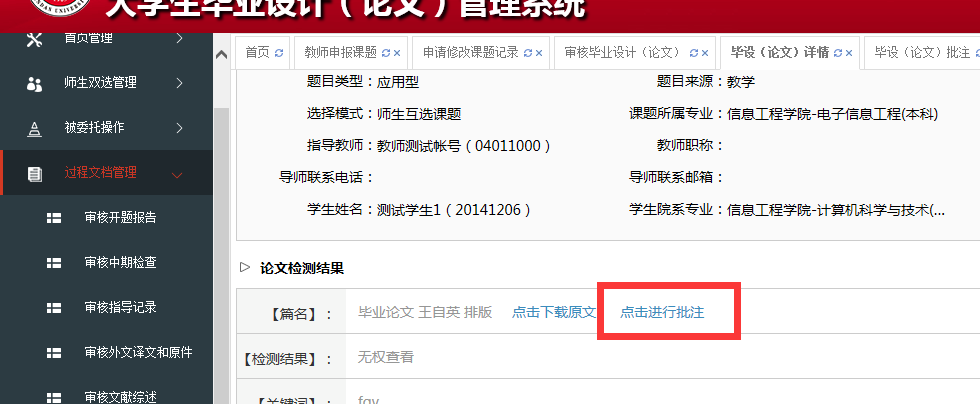 大学生毕业设计（论文）管理系统
首页管理
师生双选管理
被委托操作
过程文档管理
审核开题报告
审核中期检查
审核指导记录
审核外文译文和原件
审核文献综述
首页 教师申报课题 申请修改课题记录 审核毕业设计（论文） 毕设（论文）详情 毕设（论文）批注
题目类型：应用型 题目来源：教学
选择模式：师生互选课题 课题所属专业：信息工程学院-电子信息工程(本科)
指导教师：教师测试帐号（04011000） 教师职称：
导师联系电话： 导师联系邮箱：
学生姓名：测试学生1（20141206） 学生院系专业：信息工程学院-计算机科学与技术(...
论文检测结果
【篇名】： 毕业论文 王自英 排版 点击下载原文 点击进行批注
【检测结果】： 无权查看
【关键词】： fgv